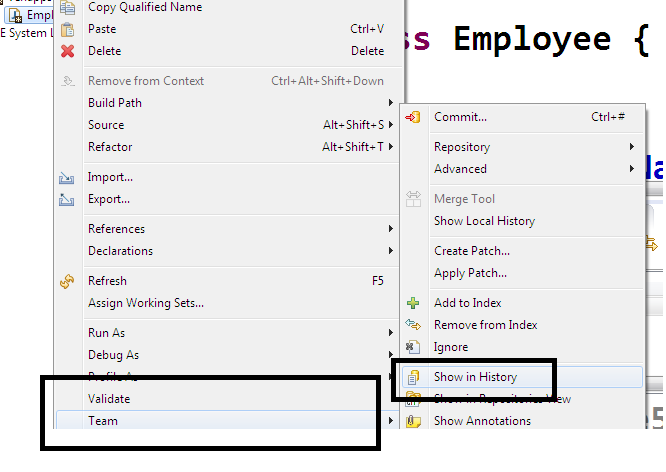 Empl
E System L
ss Employee {
Copy Qualified Name
Paste Ctrl+V
Delete Delete
Remove from Context Ctrl+Alt+Shift+Down
Build Path
Source Alt+Shift+S
Refactor Alt+Shift+T
Import...
Export...
References
Declarations
Refresh F5
Assign Working Sets...
Run As
Debug As
Profile As
Validate
Team
Commit... Ctrl+#
Repository
Advanced
Merge Tool
Show Local History
Create Patch...
Apply Patch...
Add to Index
Remove from Index
Ignore
Show in History
Show in Repositories View
Show Annotations